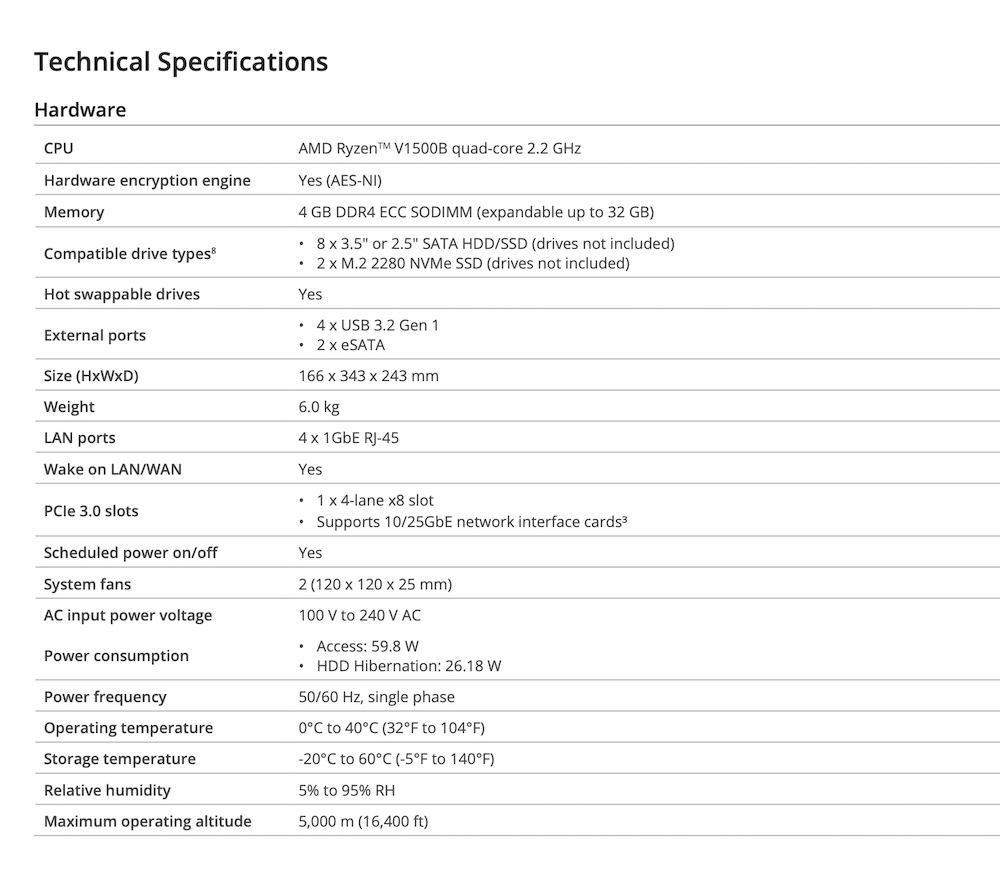 Technical Specifications
Hardware
CPU AMD Ryzen™ V1500B quad-core 2.2 GHz
Hardware encryption engine Yes (AES-NI)
Memory 4 GB DDR4 ECC SODIMM (expandable up to 32 GB)
Compatible drive types⁸
• 8 x 3.5" or 2.5" SATA HDD/SSD (drives not included)
• 2 x M.2 2280 NVMe SSD (drives not included)
Hot swappable drives Yes
External ports
• 4 x USB 3.2 Gen 1
• 2 x eSATA
Size (HxWxD) 166 x 343 x 243 mm
Weight 6.0 kg
LAN ports 4 x 1GbE RJ-45
Wake on LAN/WAN Yes
PCIe 3.0 slots
• 1 x 4-lane x8 slot
• Supports 10/25GbE network interface cards³
Scheduled power on/off Yes
System fans 2 (120 x 120 x 25 mm)
AC input power voltage 100 V to 240 V AC
Power consumption
• Access: 59.8 W
• HDD Hibernation: 26.18 W
Power frequency 50/60 Hz, single phase
Operating temperature 0°C to 40°C (32°F to 104°F)
Storage temperature -20°C to 60°C (-5°F to 140°F)
Relative humidity 5% to 95% RH
Maximum operating altitude 5,000 m (16,400 ft)